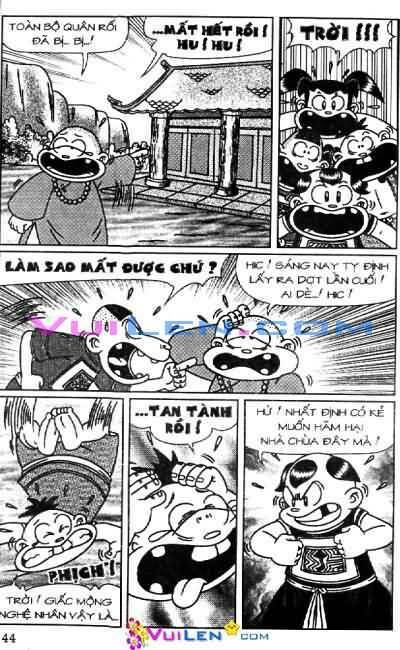 TOÀN BỘ QUÂN RỐI
ĐÃ BỊ... BỊ...!
...MẤT HẾT RỒI!
HU! HU!
TRỜI!!!
LÀM SAO MẤT ĐƯỢC CHỨ?
HIC! SÁNG NAY TY ĐỊNH
LẤY RA DỢT LẦN CUỐI!
AI DÈ..! HIC!
VUILEN.COM
PHỊCH!
TRỜI! GIẤC MỘNG
NGHỆ NHÂN VẬY LÀ...
...TAN TÀNH
RỒI!
HỪ! NHẤT ĐỊNH CÓ KẺ
MUỐN HÃM HẠI
NHÀ CHÙA ĐÂY MÀ!
44
VUILEN.COM